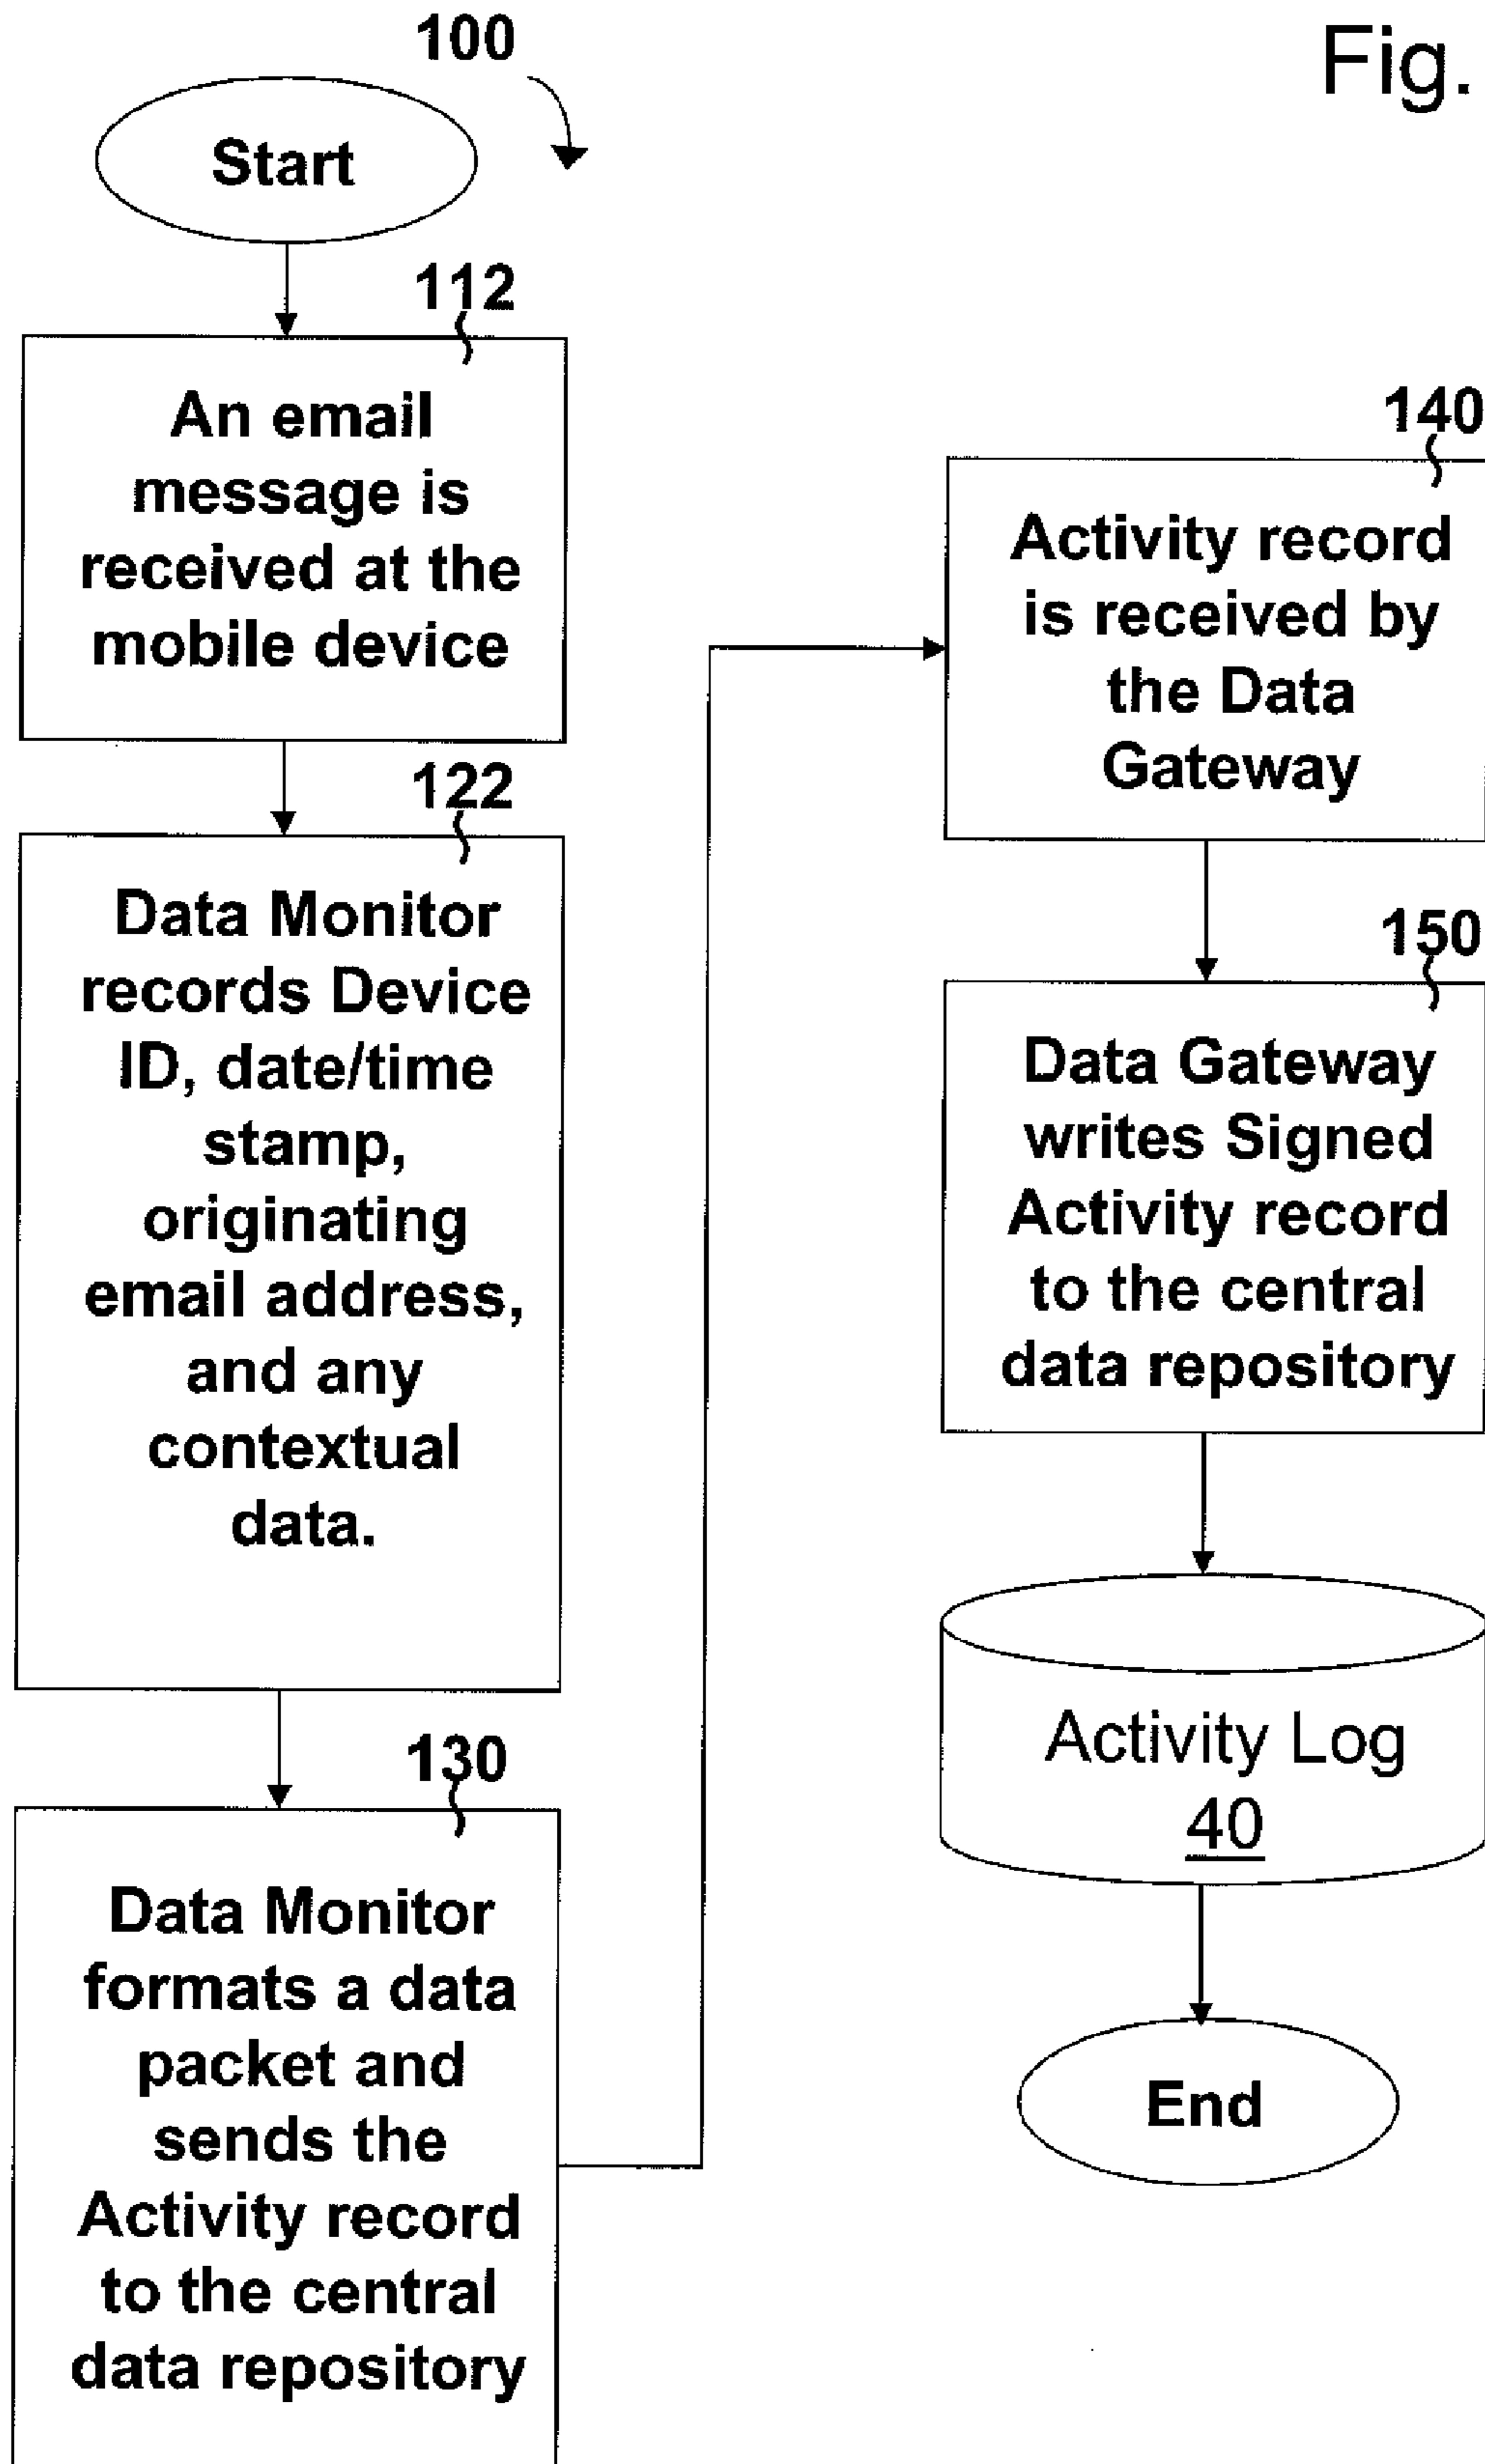 100
Fig.
Start
112
An email
message is
received at the
mobile device
122
Data Monitor
records Device
ID, date/time
stamp,
originating
email address,
and any
contextual
data.
130
Data Monitor
formats a data
packet and
sends the
Activity record
to the central
data repository
140
Activity record
is received by
the Data
Gateway
150
Data Gateway
writes Signed
Activity record
to the central
data repository
Activity Log
40
End